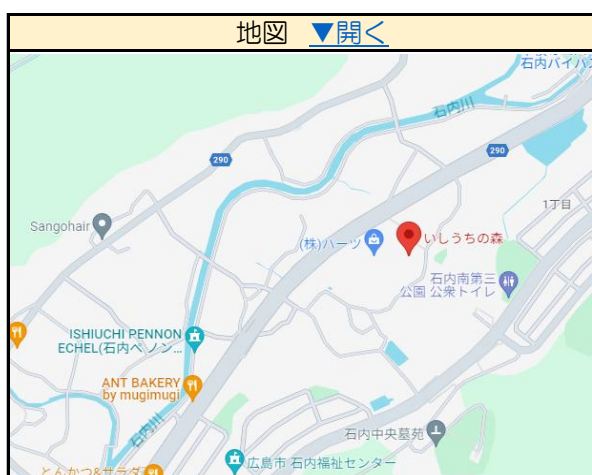 地図 ▼開く
石内バイパス
石内川
290
290
1丁目
Sangohair
(株)ハーツ
いしうちの森
石内南第三
公園 公衆トイレ
ISHIUCHI PENNON
ECHEL(石内ペノン...
ANT BAKERY
by mugimugi
石内川
石内中央墓苑
広島市 石内福祉センター
とんかつ&サラダ